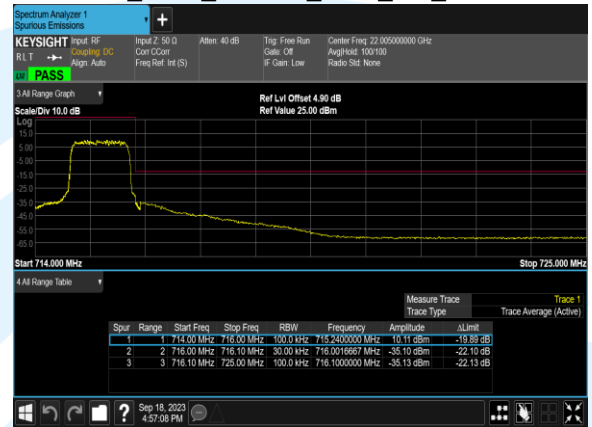 Spectrum Analyzer 1
Spurious Emissions
+
KEYSIGHT Input: RF Input Z: 50 Ω Atten: 40 dB Trig: Free Run Center Freq: 22.005000000 GHz
RLT Coupling: DC Corr CCorr Gate: Off Avg|Hold: 100/100
Align: Auto Freq Ref: Int (S) IF Gain: Low Radio Std: None
PASS
3 All Range Graph
Ref Lvl Offset 4.90 dB
Scale/Div 10.0 dB Ref Value 25.00 dBm
Log
15.0
5.00
-5.00
-15.0
-25.0
-35.0
-45.0
-55.0
-65.0
Start 714.000 MHz Stop 725.000 MHz
4 All Range Table
Measure Trace Trace 1
Trace Type Trace Average (Active)
Spur Range Start Freq Stop Freq RBW Frequency Amplitude ΔLimit
1 1 714.00 MHz 716.00 MHz 100.0 kHz 715.2400000 MHz 10.11 dBm -19.89 dB
2 2 716.00 MHz 716.10 MHz 30.00 kHz 716.0016667 MHz -35.10 dBm -22.10 dB
3 3 716.10 MHz 725.00 MHz 100.0 kHz 716.1000000 MHz -35.13 dBm -22.13 dB
? Sep 18, 2023
4:57:08 PM